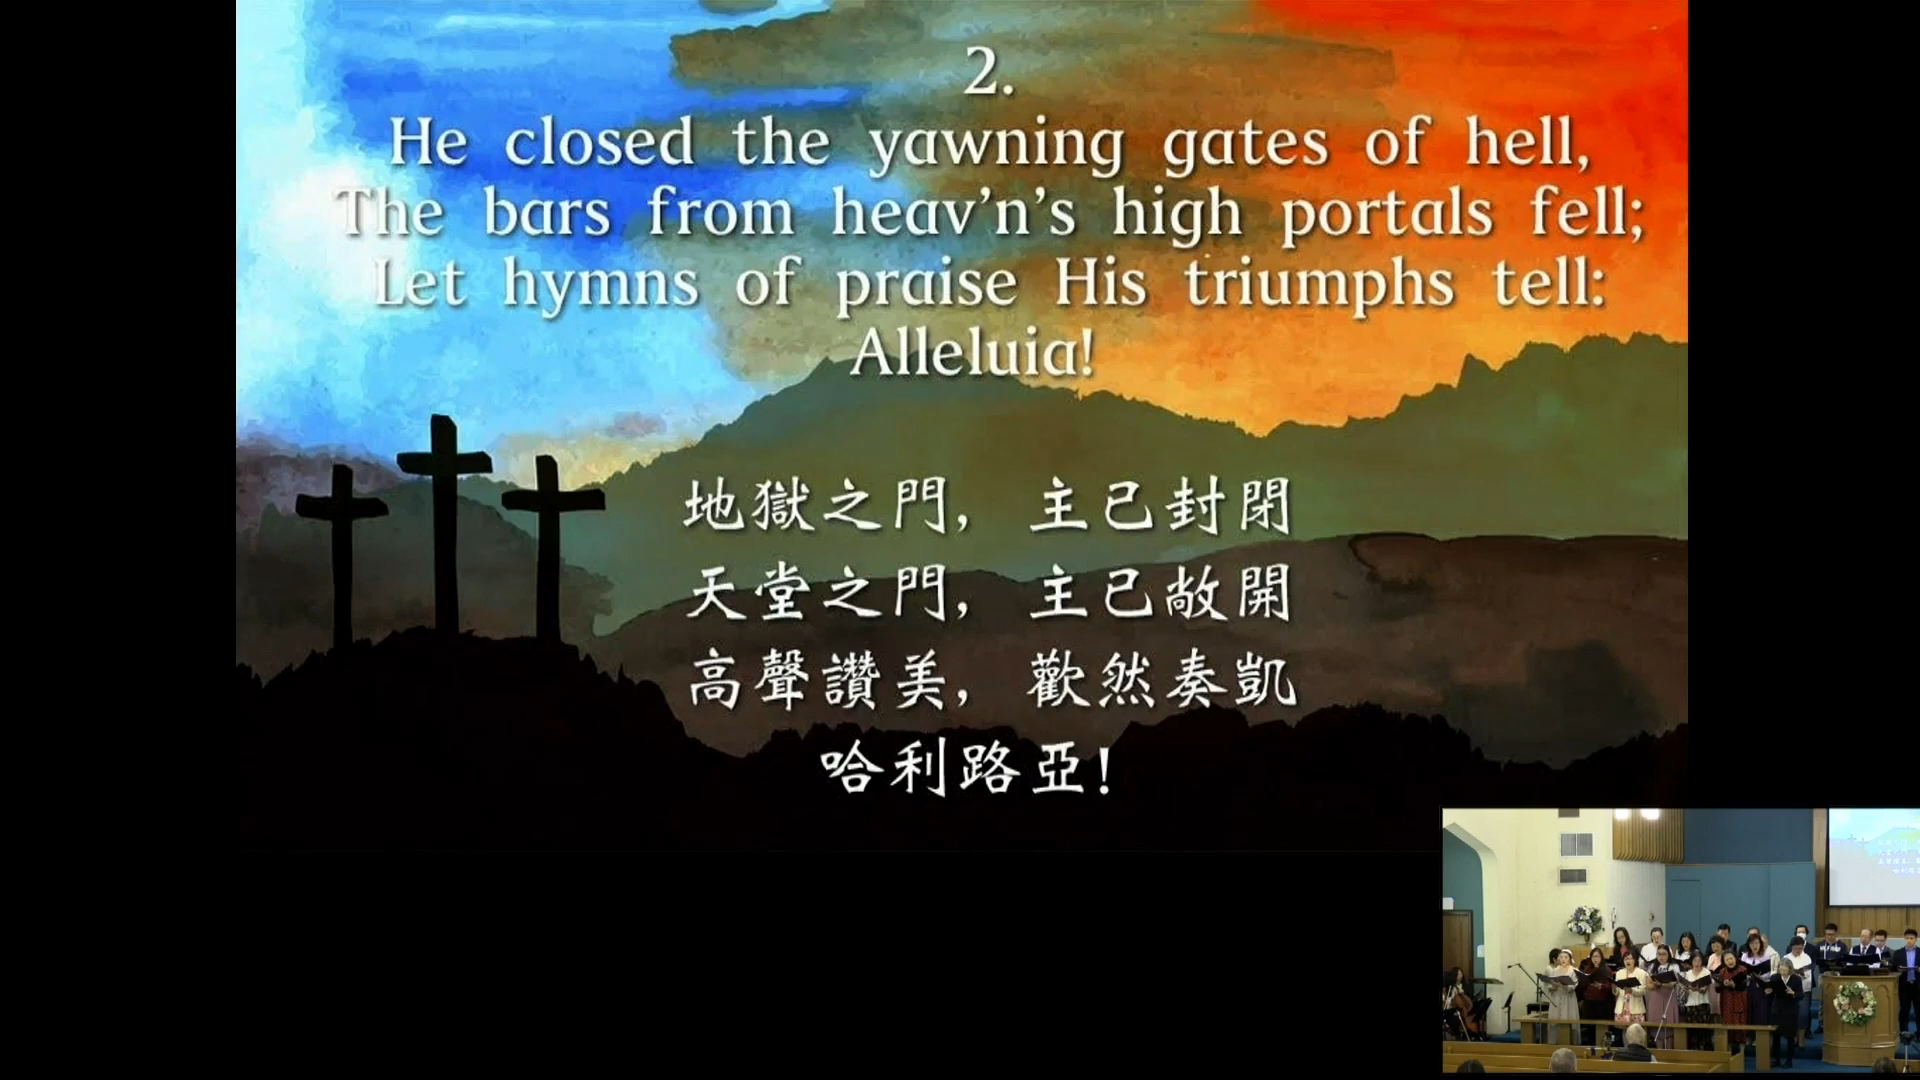 2.
He closed the yawning gates of hell,
The bars from heav’n’s high portals fell;
Let hymns of praise His triumphs tell:
Alleluia!
地獄之門, 主已封閉
天堂之門, 主已敞開
高聲讚美, 歡然奏凱
哈利路亞!